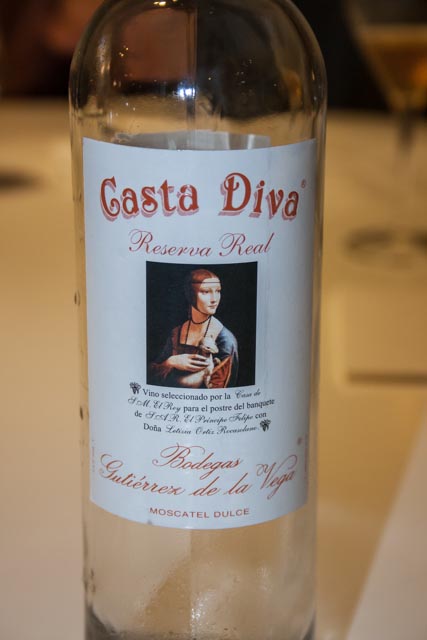 Casta Diva®
Reserva Real
Vino seleccionado por la Casa de
S.M. El Rey para el postre del banquete
de S.A.R. El Príncipe Felipe con
Doña Letizia Ortíz Rocasolano
Bodegas ®
Gutiérrez de la Vega
MOSCATEL DULCE